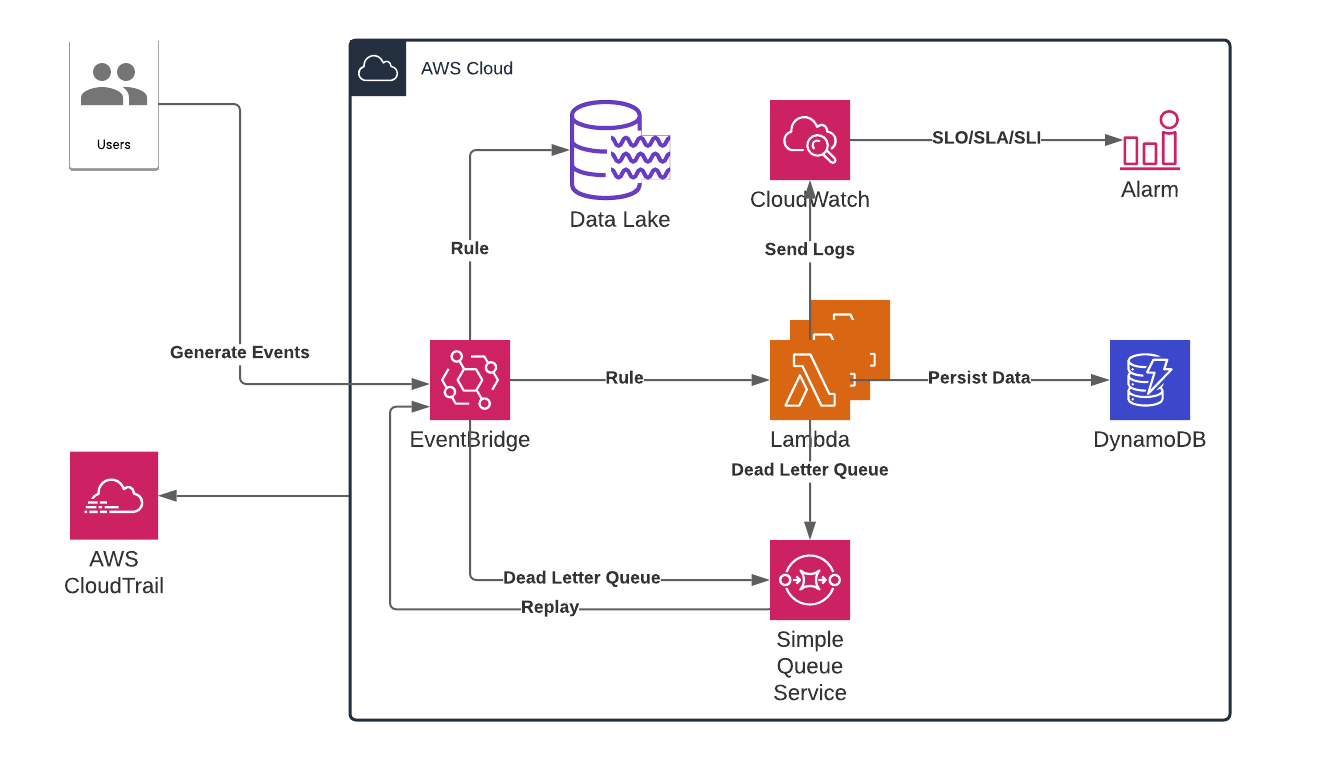 AWS Cloud
Users
SLO/SLA/SLI
Alarm
CloudWatch
Data Lake
Rule
Send Logs
Generate Events
Rule
Persist Data
EventBridge
Lambda
DynamoDB
Dead Letter Queue
AWS
CloudTrail
Dead Letter Queue
Replay
Simple
Queue
Service